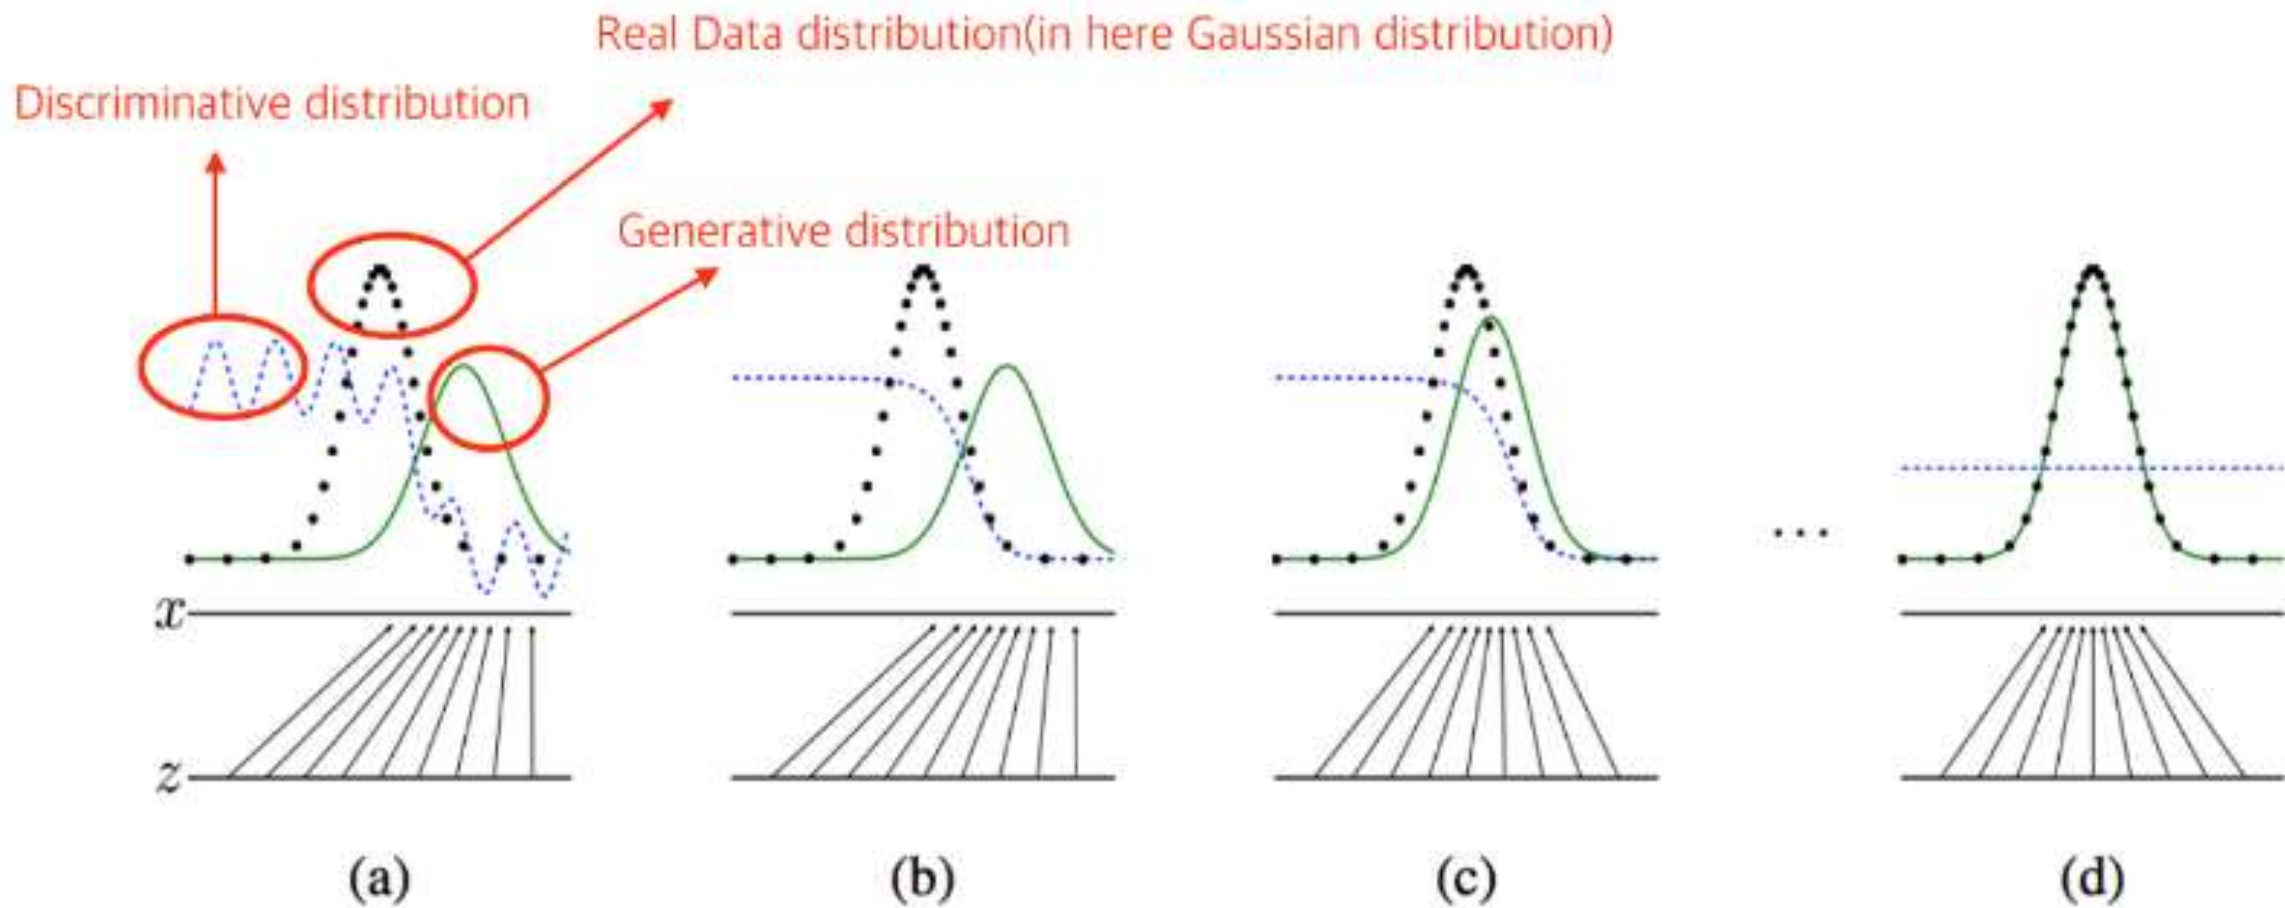 Real Data distribution(in here Gaussian distribution)
Discriminative distribution
Generative distribution
...
x
z
(a) (b) (c) (d)